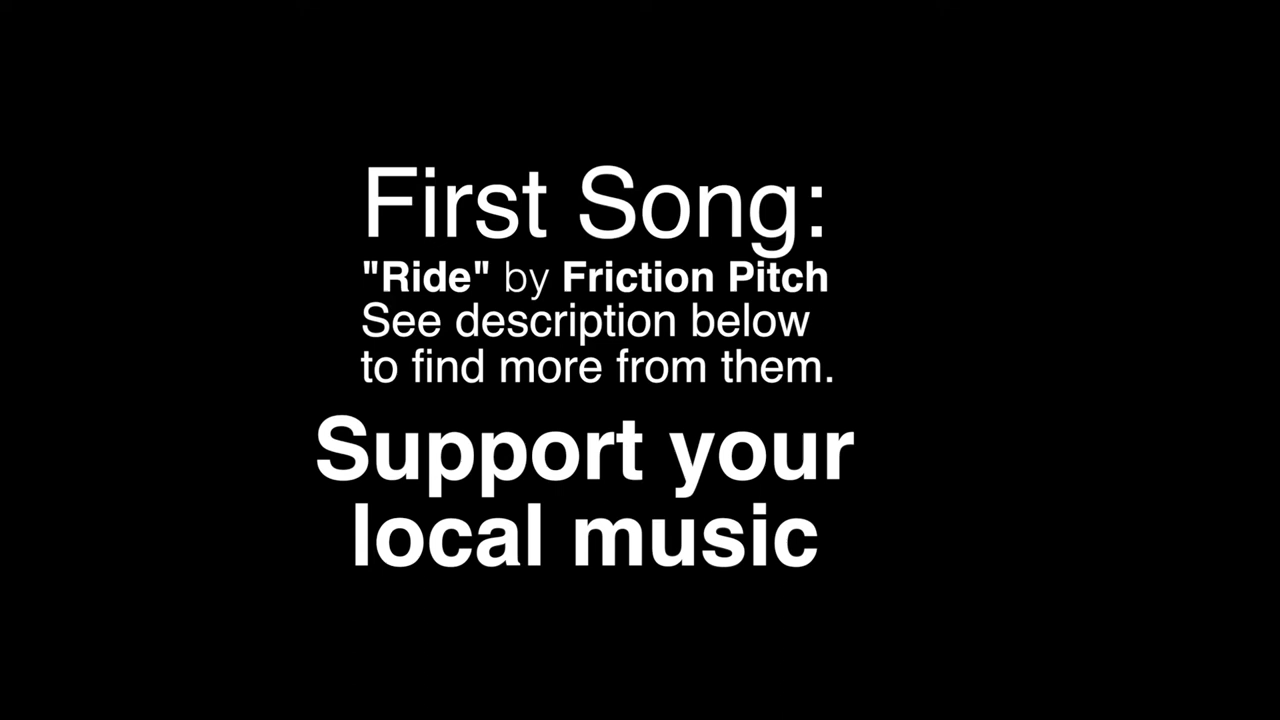 First Song:
"Ride" by Friction Pitch
See description below
to find more from them.
Support your
local music